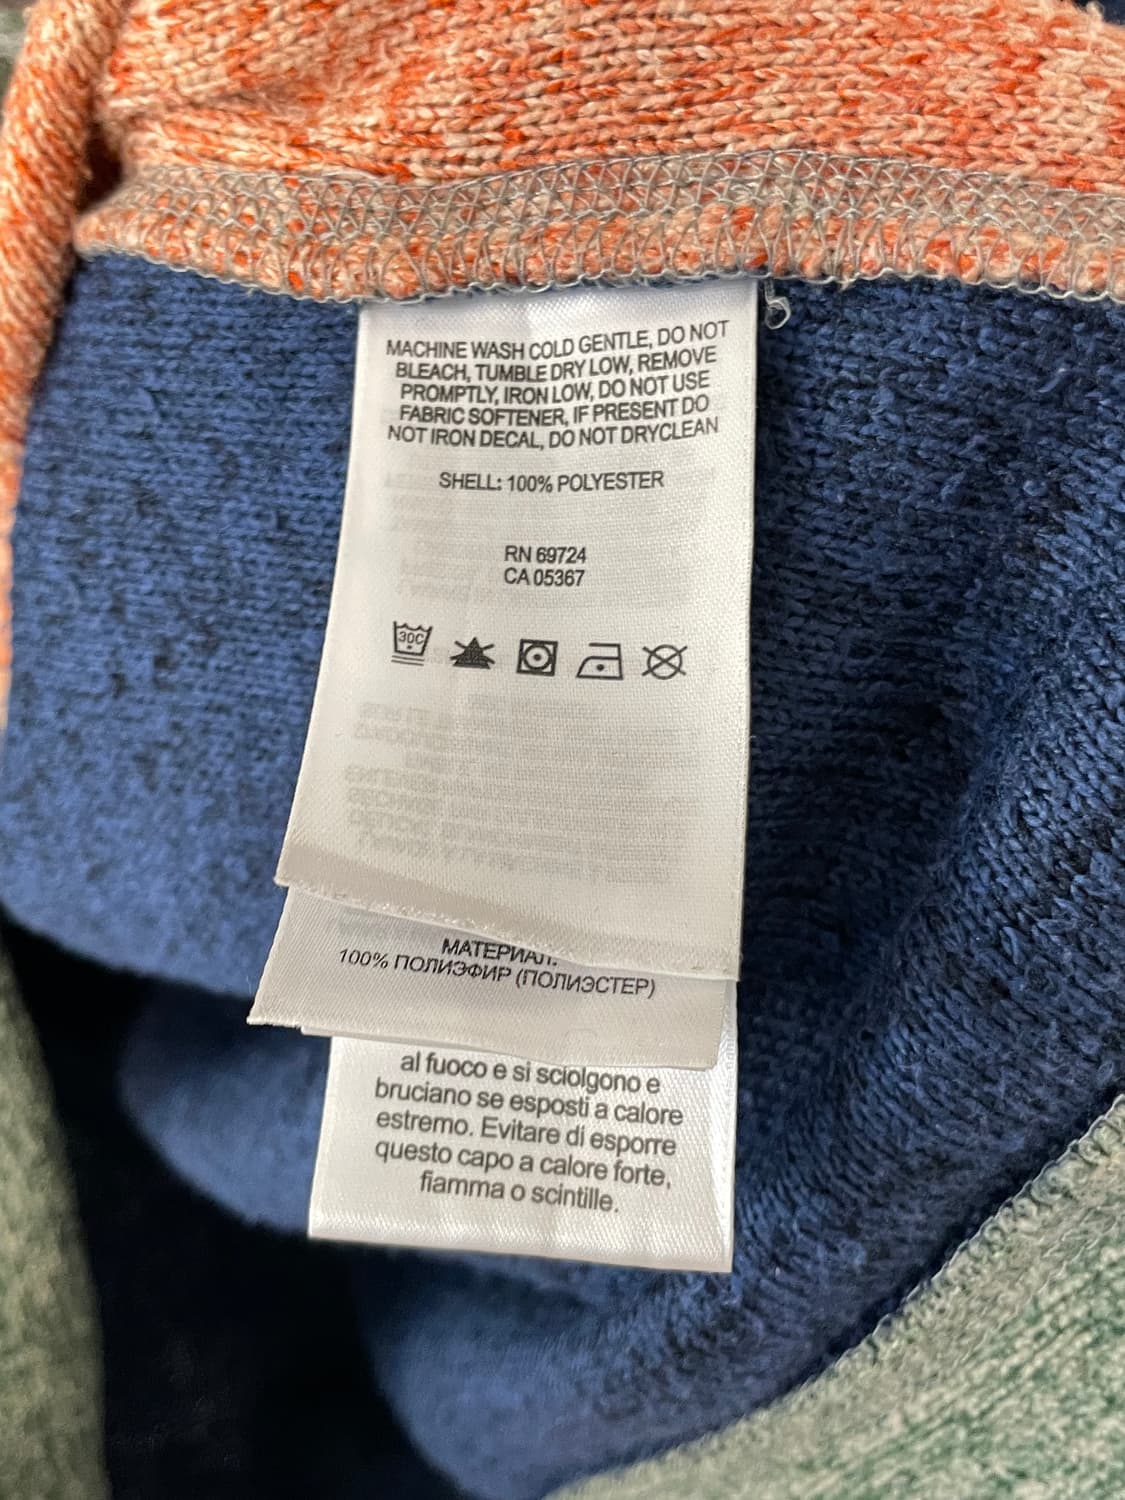 MACHINE WASH COLD GENTLE, DO NOT
BLEACH, TUMBLE DRY LOW, REMOVE
PROMPTLY, IRON LOW, DO NOT USE
FABRIC SOFTENER, IF PRESENT DO
NOT IRON DECAL, DO NOT DRYCLEAN
SHELL: 100% POLYESTER
RN 69724
CA 05367
30C
МАТЕРИАЛ:
100% ПОЛИЭФИР (ПОЛИЭСТЕР)
al fuoco e si sciolgono e
bruciano se esposti a calore
estremo. Evitare di esporre
questo capo a calore forte,
fiamma o scintille.